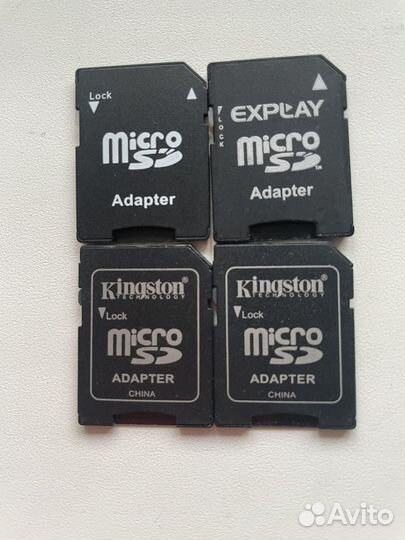 Lock
Micro
SD
Adapter
LOCK
EXPLAY
Micro
SD
TM
Adapter
Kingston®
TECHNOLOGY
Lock
Micro
SD
ADAPTER
CHINA
Kingston®
TECHNOLOGY
Lock
Micro
SD
ADAPTER
CHINA
Avito